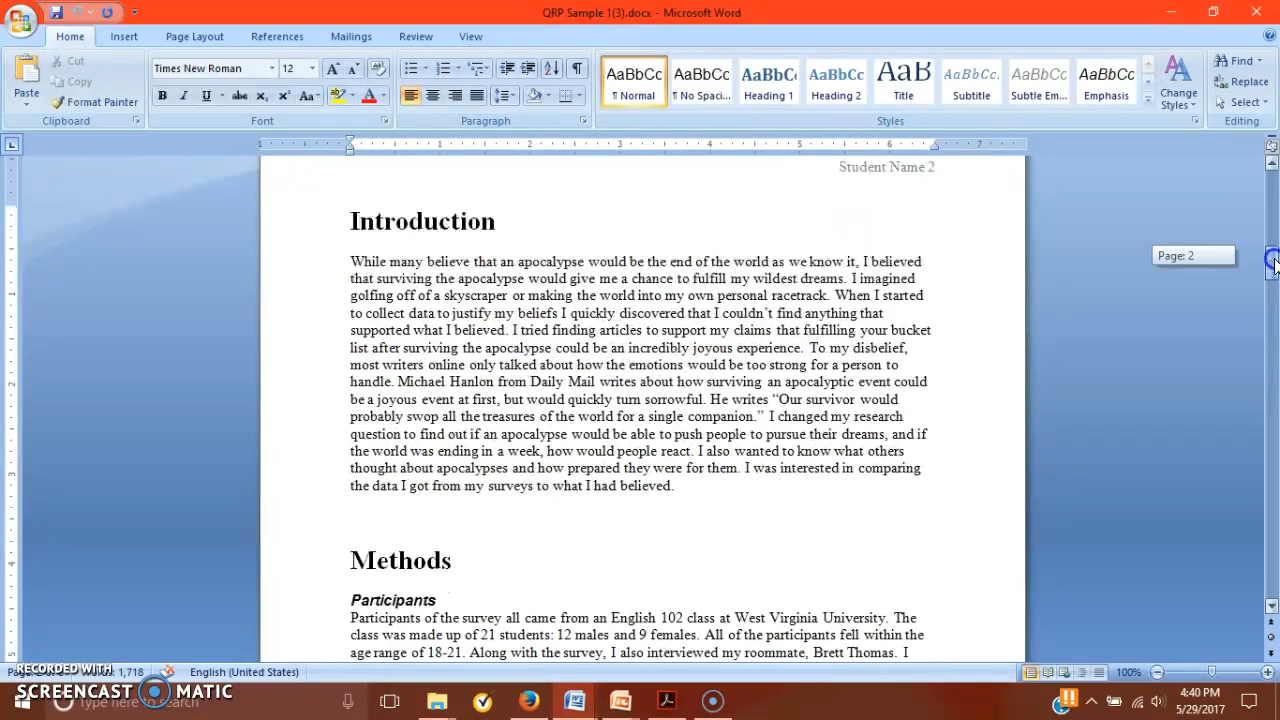 QRP Sample 1(3).docx - Microsoft Word
Home Insert Page Layout References Mailings Review View
Paste
Cut
Copy
Format Painter
Clipboard
Times New Roman 12
Font
Paragraph
AaBbCc AaBbCc AaBbC AaBbCc AaB AaBbCc. AaBbCc AaBbCc
¶ Normal ¶ No Spaci... Heading 1 Heading 2 Title Subtitle Subtle Em... Emphasis
Change Styles
Styles
Find
Replace
Select
Editing
1 1 2 3 4 5 6 7
Student Name 2
Introduction
Page: 2
While many believe that an apocalypse would be the end of the world as we know it, I believed
that surviving the apocalypse would give me a chance to fulfill my wildest dreams. I imagined
golfing off of a skyscraper or making the world into my own personal racetrack. When I started
to collect data to justify my beliefs I quickly discovered that I couldn’t find anything that
supported what I believed. I tried finding articles to support my claims that fulfilling your bucket
list after surviving the apocalypse could be an incredibly joyous experience. To my disbelief,
most writers online only talked about how the emotions would be too strong for a person to
handle. Michael Hanlon from Daily Mail writes about how surviving an apocalyptic event could
be a joyous event at first, but would quickly turn sorrowful. He writes “Our survivor would
probably swop all the treasures of the world for a single companion.” I changed my research
question to find out if an apocalypse would be able to push people to pursue their dreams, and if
the world was ending in a week, how would people react. I also wanted to know what others
thought about apocalypses and how prepared they were for them. I was interested in comparing
the data I got from my surveys to what I had believed.
Methods
Participants
Participants of the survey all came from an English 102 class at West Virginia University. The
class was made up of 21 students: 12 males and 9 females. All of the participants fell within the
age range of 18-21. Along with the survey, I also interviewed my roommate, Brett Thomas. I
1,718 English (United States) 100%
RECORDED WITH
SCREENCAST MATIC
4:40 PM
5/29/2017